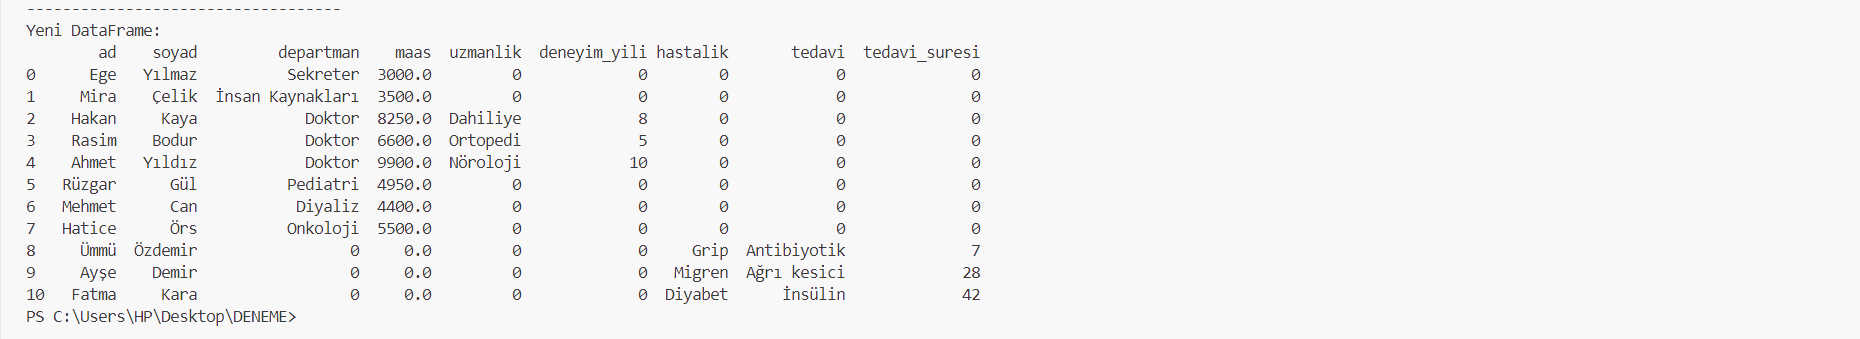 -----------------------------------
Yeni DataFrame:
        ad    soyad         departman    maas uzmanlik  deneyim_yili hastalik       tedavi  tedavi_suresi
0      Ege   Yılmaz          Sekreter  3000.0        0             0        0            0              0
1     Mira    Çelik  İnsan Kaynakları  3500.0        0             0        0            0              0
2    Hakan     Kaya            Doktor  8250.0  Dahiliye             8        0            0              0
3    Rasim    Bodur            Doktor  6600.0  Ortopedi             5        0            0              0
4    Ahmet   Yıldız            Doktor  9900.0  Nöroloji            10        0            0              0
5   Rüzgar      Gül          Pediatri  4950.0        0             0        0            0              0
6   Mehmet      Can           Diyaliz  4400.0        0             0        0            0              0
7   Hatice      Örs          Onkoloji  5500.0        0             0        0            0              0
8     Ümmü  Özdemir                 0     0.0        0             0     Grip  Antibiyotik              7
9     Ayşe    Demir                 0     0.0        0             0   Migren  Ağrı kesici             28
10   Fatma     Kara                 0     0.0        0             0  Diyabet      İnsülin             42
PS C:\Users\HP\Desktop\DENEME>